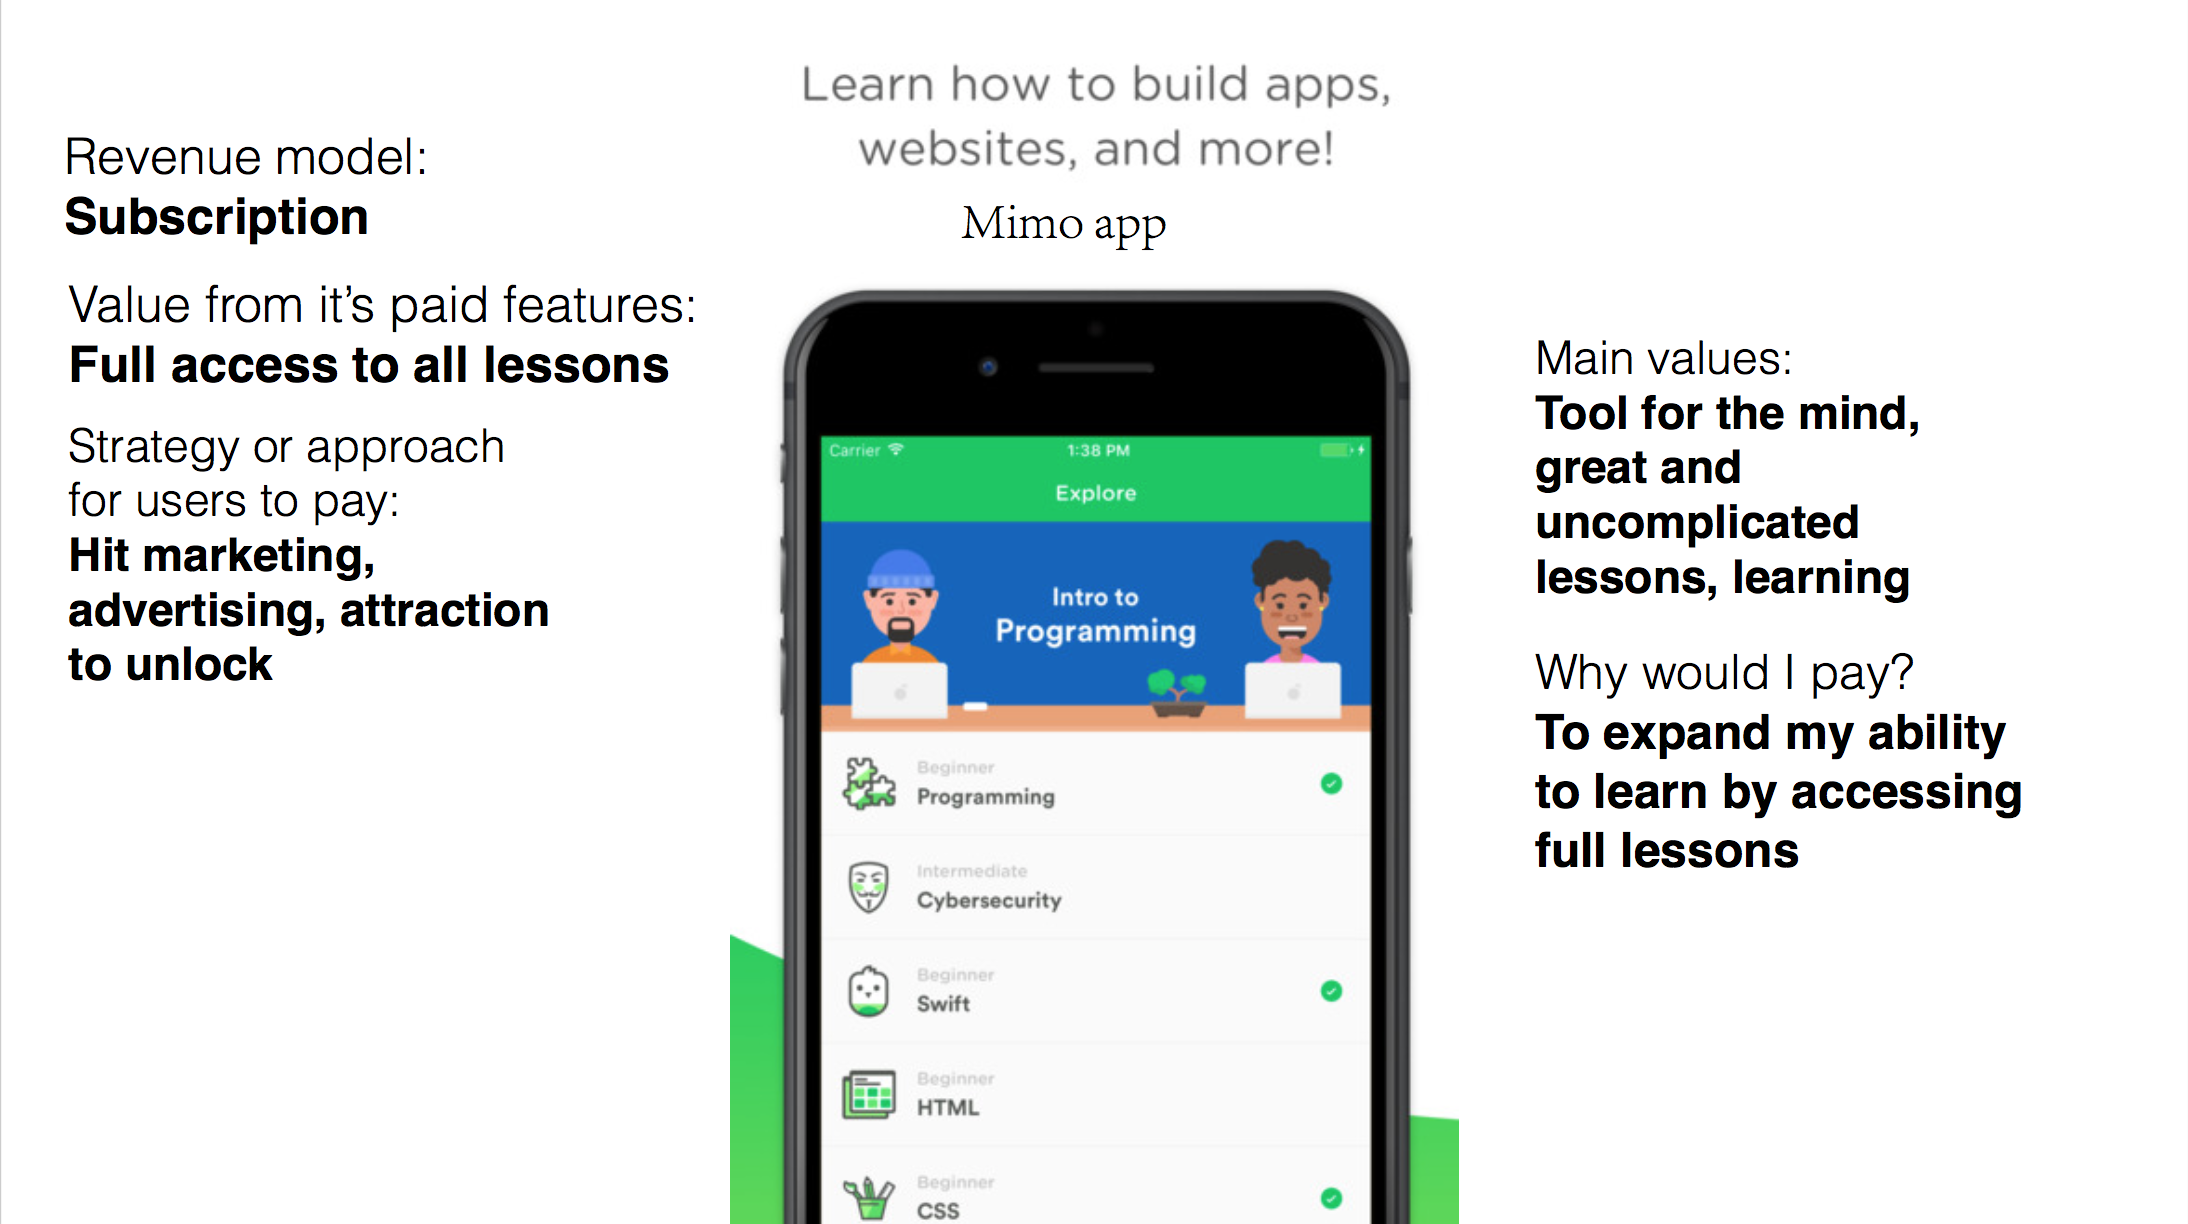 Learn how to build apps,
websites, and more!
Mimo app
Revenue model:
Subscription
Value from it’s paid features:
Full access to all lessons
Strategy or approach
for users to pay:
Hit marketing,
advertising, attraction
to unlock
Carrier
1:38 PM
Explore
Intro to
Programming
Beginner
Programming
Intermediate
Cybersecurity
Beginner
Swift
Beginner
HTML
Beginner
CSS
Main values:
Tool for the mind,
great and
uncomplicated
lessons, learning
Why would I pay?
To expand my ability
to learn by accessing
full lessons